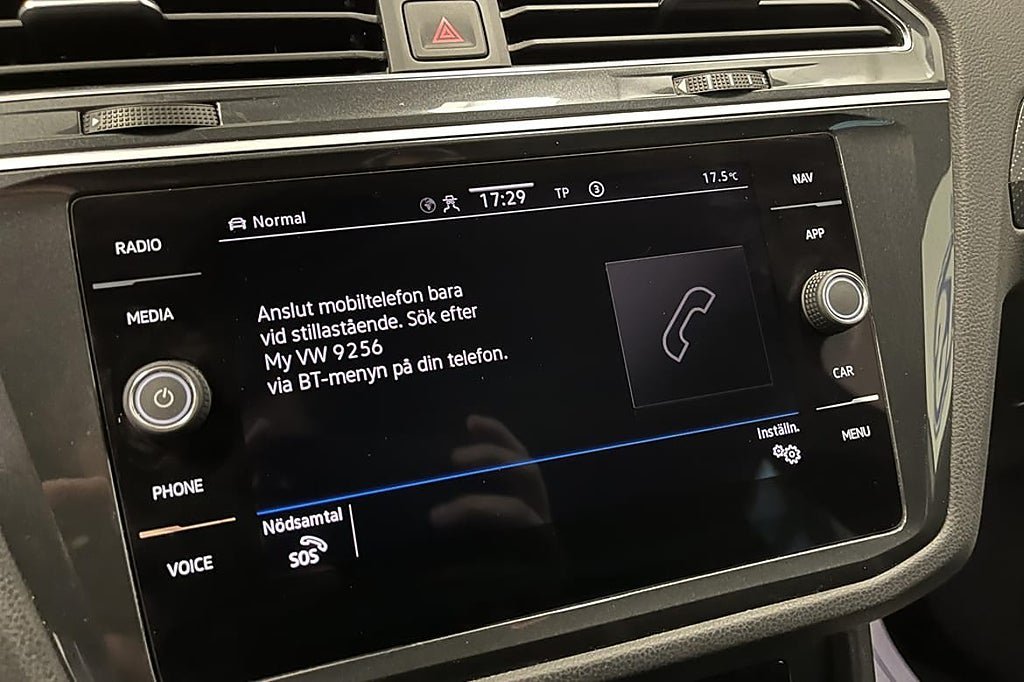 Normal
17:29
TP
3
17.5°C
RADIO
MEDIA
PHONE
VOICE
Anslut mobiltelefon bara
vid stillastående. Sök efter
My VW 9256
via BT-menyn på din telefon.
Nödsamtal
SOS
Inställn.
NAV
APP
CAR
MENU